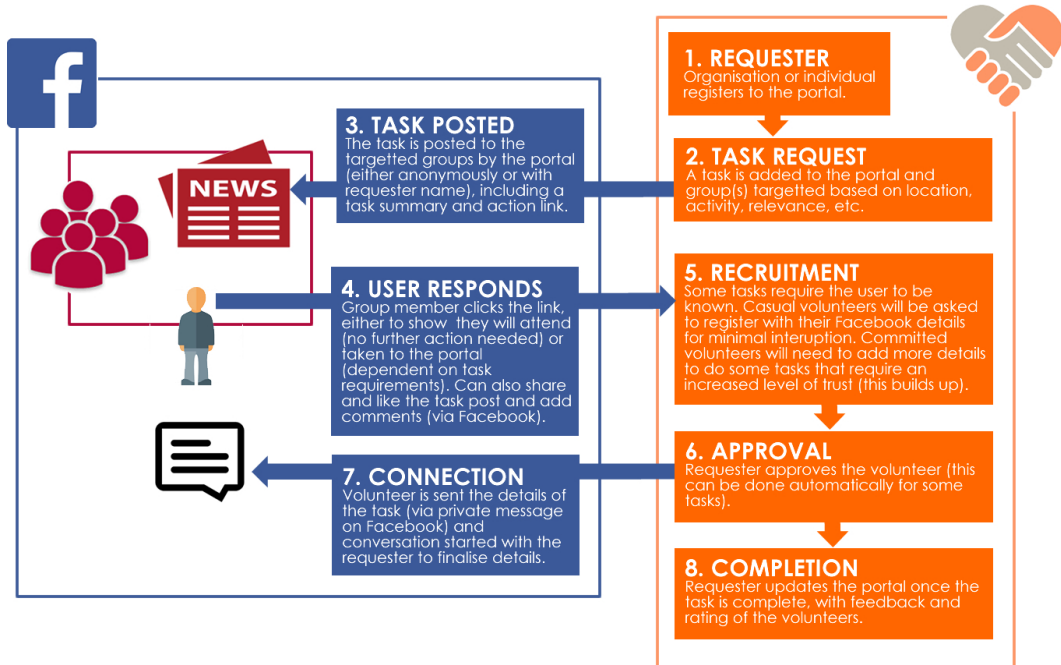 1. REQUESTER
Organisation or individual
registers to the portal.
2. TASK REQUEST
A task is added to the portal and
group(s) targetted based on location,
activity, relevance, etc.
3. TASK POSTED
The task is posted to the
targetted groups by the portal
(either anonymously or with
requester name), including a
task summary and action link.
NEWS
4. USER RESPONDS
Group member clicks the link,
either to show they will attend
(no further action needed) or
taken to the portal
(dependent on task
requirements). Can also share
and like the task post and add
comments (via Facebook).
5. RECRUITMENT
Some tasks require the user to be
known. Casual volunteers will be asked
to register with their Facebook details
for minimal interuption. Committed
volunteers will need to add more details
to do some tasks that require an
increased level of trust (this builds up).
6. APPROVAL
Requester approves the volunteer (this
can be done automatically for some
tasks).
7. CONNECTION
Volunteer is sent the details of
the task (via private message
on Facebook) and
conversation started with the
requester to finalise details.
8. COMPLETION
Requester updates the portal once the
task is complete, with feedback and
rating of the volunteers.